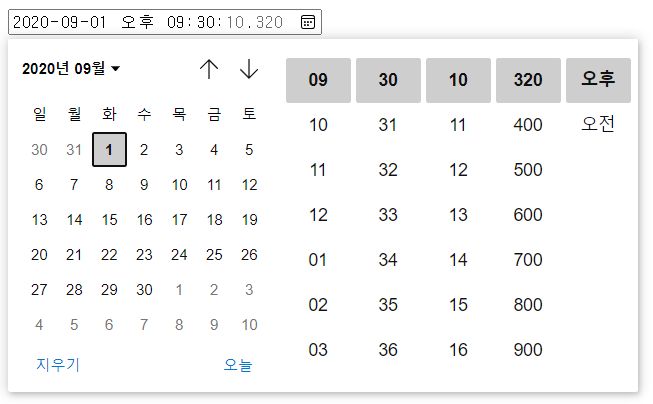 2020-09-01 오후 09:30:10.320
2020년 09월
일 월 화 수 목 금 토
30 31 1 2 3 4 5
6 7 8 9 10 11 12
13 14 15 16 17 18 19
20 21 22 23 24 25 26
27 28 29 30 1 2 3
4 5 6 7 8 9 10
지우기 오늘
09 30 10 320 오후
10 31 11 400 오전
11 32 12 500
12 33 13 600
01 34 14 700
02 35 15 800
03 36 16 900